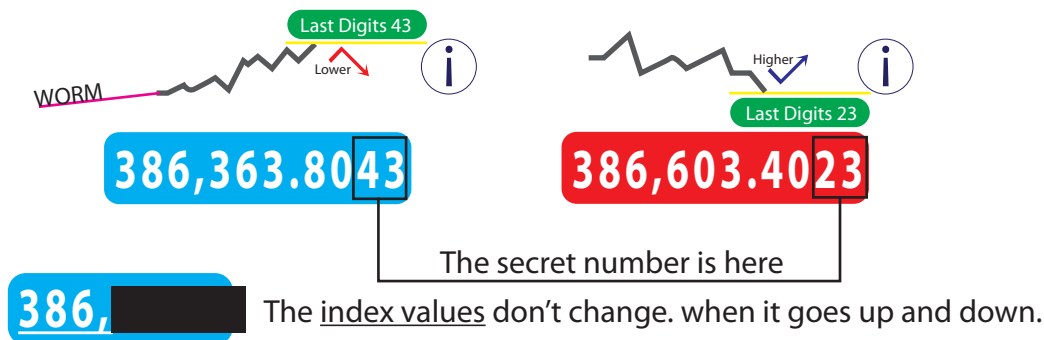 Last Digits 43
Lower
WORM
Higher
Last Digits 23
386,363.8043
386,603.4023
The secret number is here
386,
The index values don't change. when it goes up and down.